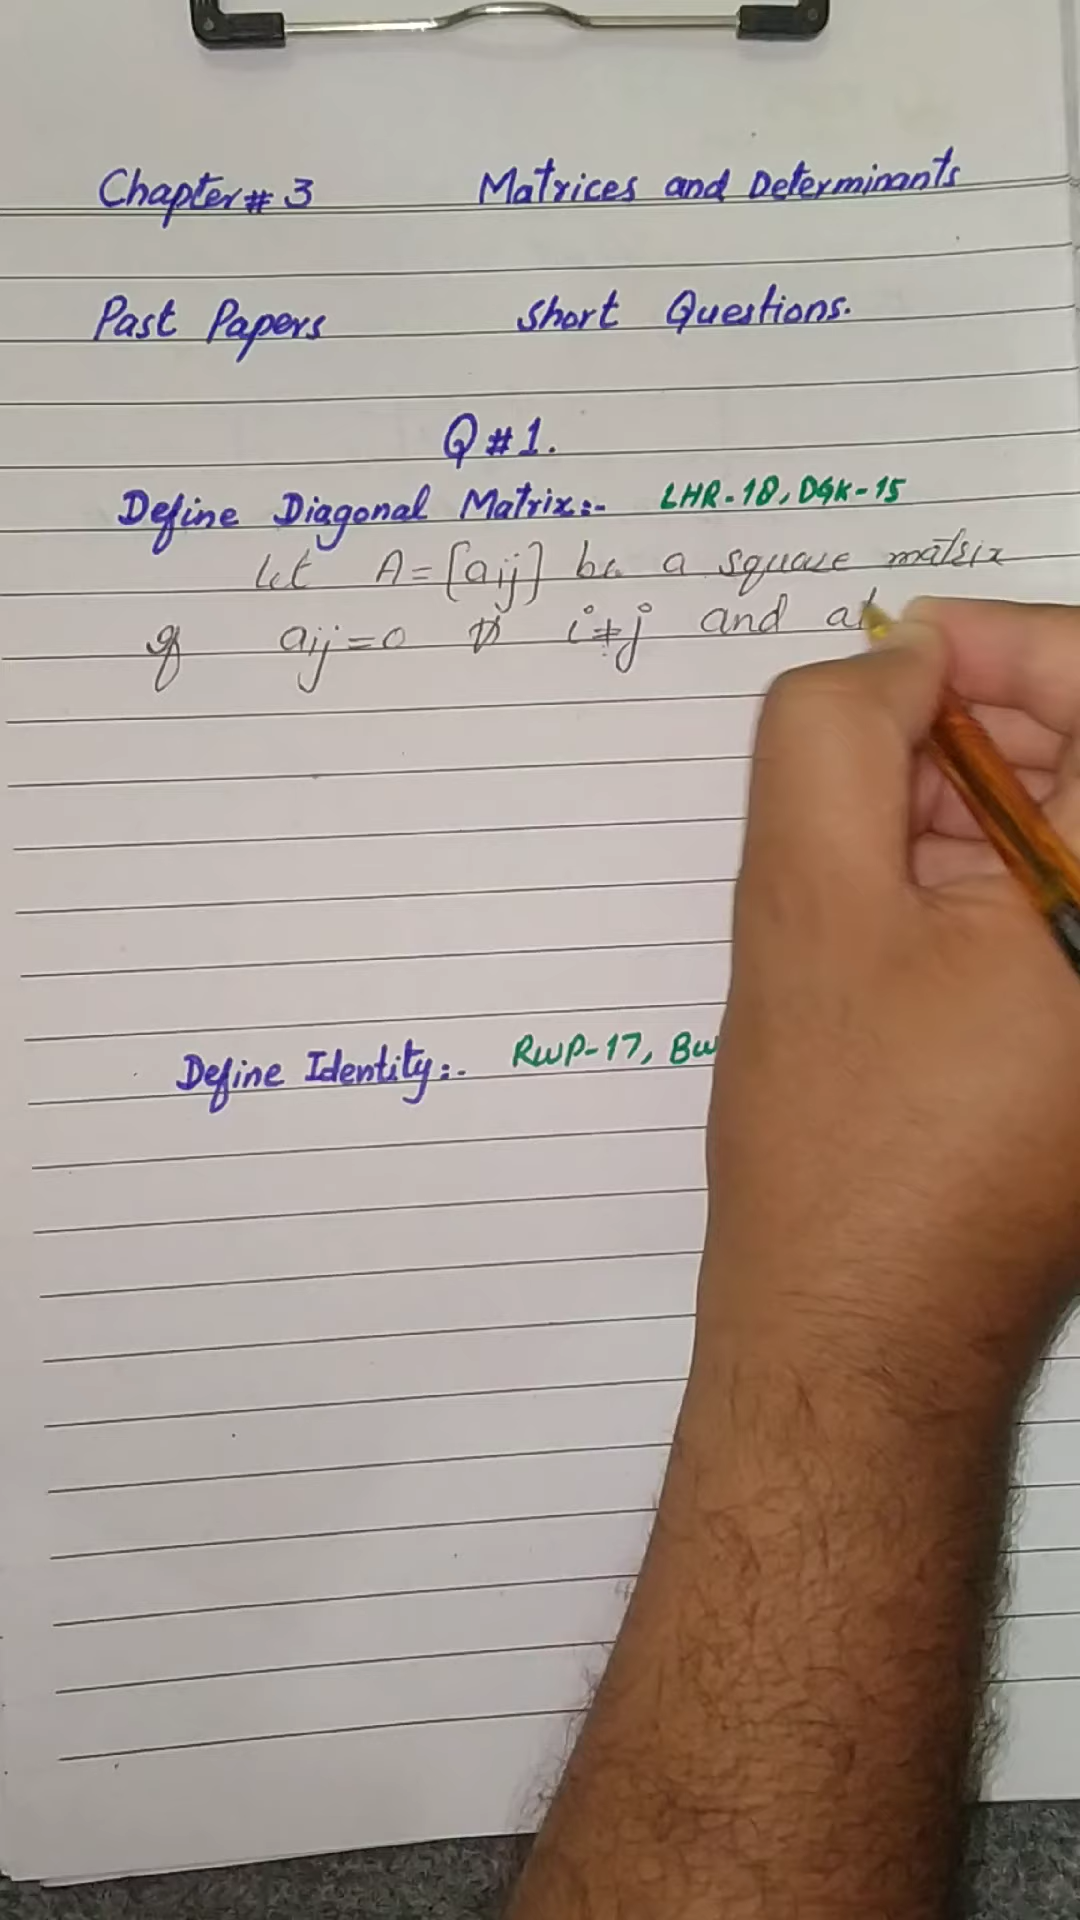 Chapter# 3 Matrices and Determinants
Past Papers Short Questions.
Q #1.
Define Diagonal Matrix:- LHR-18, DGK-15
let A = [aij] be a square matrix
if aij = 0 i≠j and
Define Identity:- RWP-17,